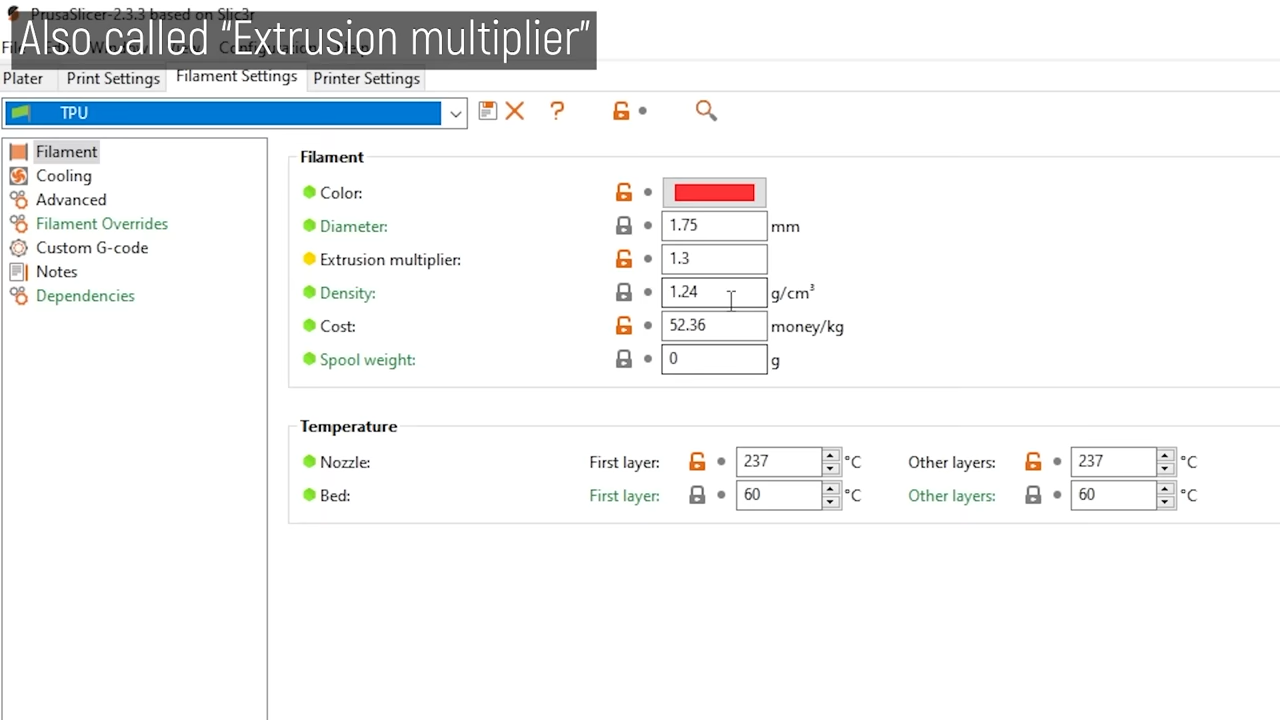 PrusaSlicer-2.3.3 based on Slic3r
Also called “Extrusion multiplier”
Plater Print Settings Filament Settings Printer Settings
TPU
?
Filament
Cooling
Advanced
Filament Overrides
Custom G-code
Notes
Dependencies
Filament
Color:
Diameter: 1.75 mm
Extrusion multiplier: 1.3
Density: 1.24 g/cm³
Cost: 52.36 money/kg
Spool weight: 0 g
Temperature
Nozzle: First layer: 237 °C Other layers: 237 °C
Bed: First layer: 60 °C Other layers: 60 °C